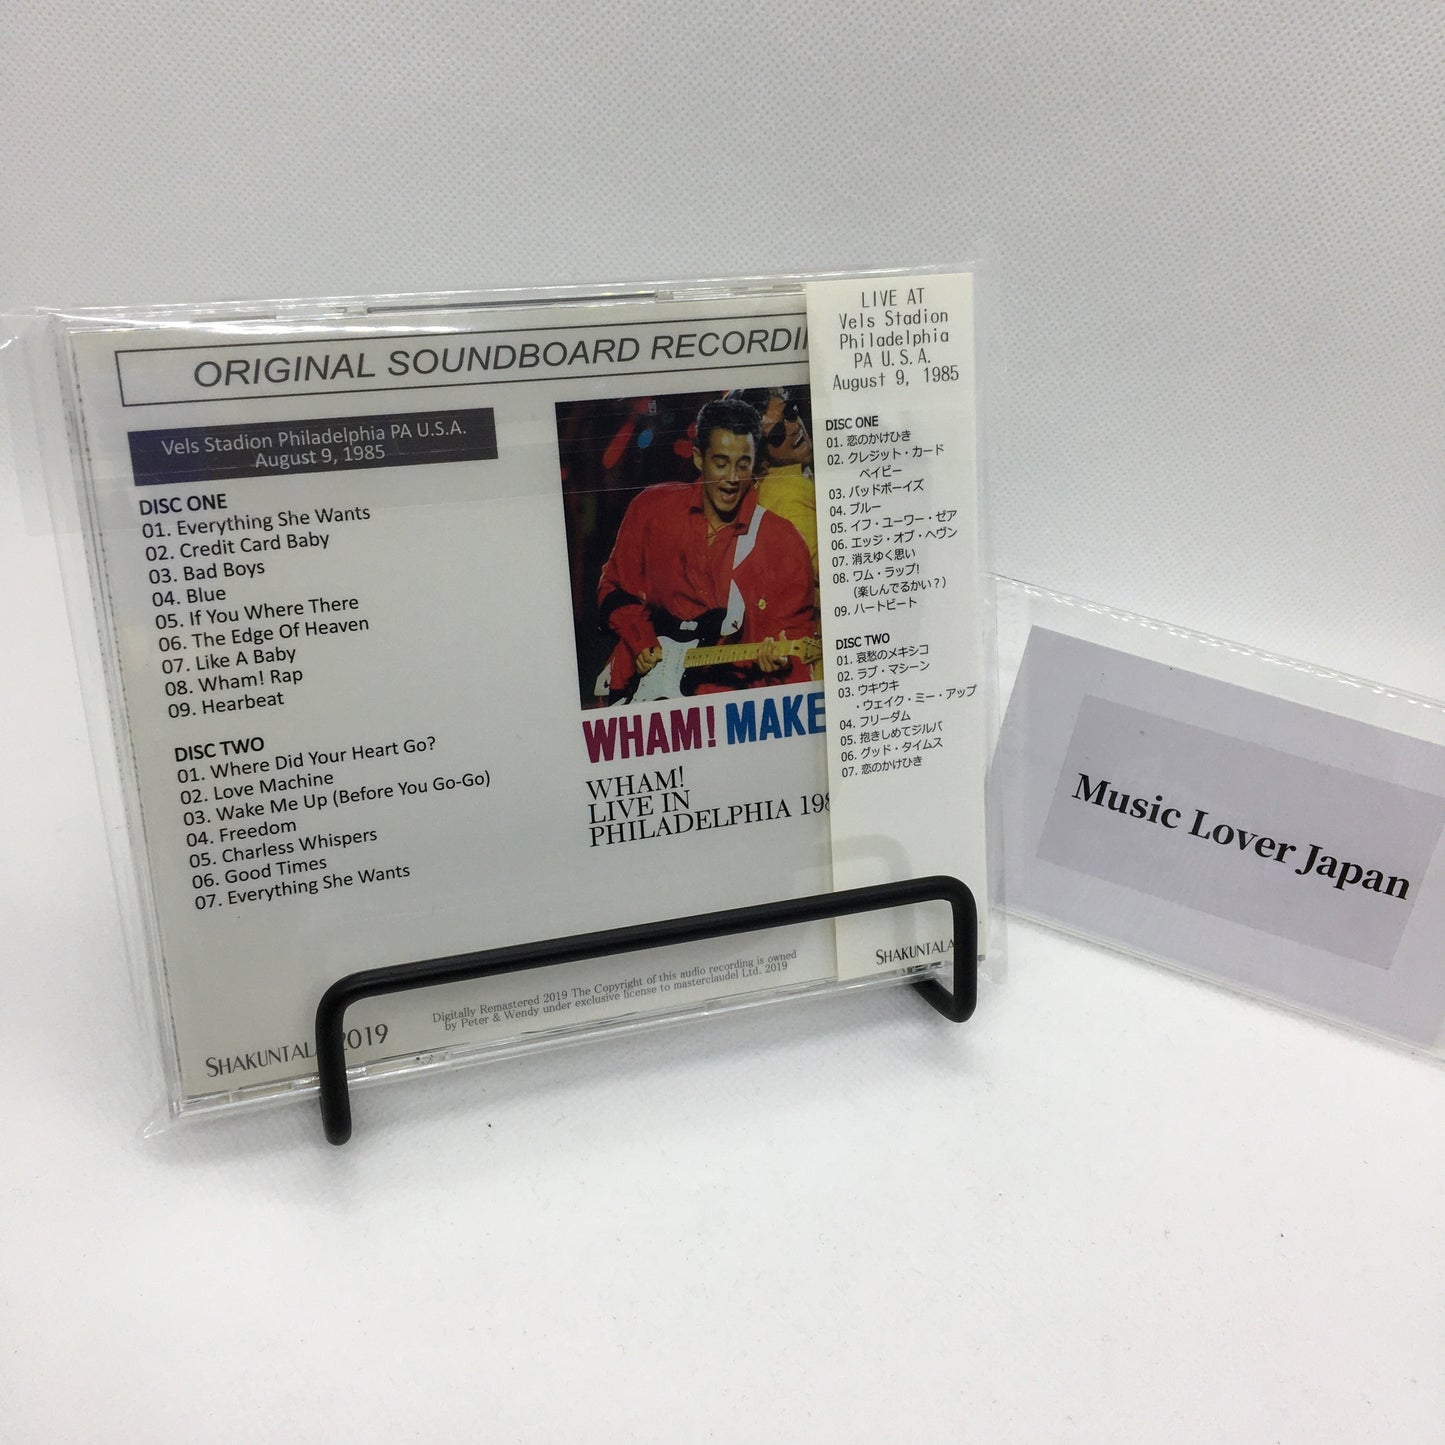 ORIGINAL SOUNDBOARD RECORDI
Vels Stadion Philadelphia PA U.S.A.
August 9, 1985
DISC ONE
01. Everything She Wants
02. Credit Card Baby
03. Bad Boys
04. Blue
05. If You Where There
06. The Edge Of Heaven
07. Like A Baby
08. Wham! Rap
09. Hearbeat
DISC TWO
01. Where Did Your Heart Go?
02. Love Machine
03. Wake Me Up (Before You Go-Go)
04. Freedom
05. Charless Whispers
06. Good Times
07. Everything She Wants
WHAM! MAKE
WHAM!
LIVE IN
PHILADELPHIA 198
Digitally Remastered 2019 The Copyright of this audio recording is owned
by Peter & Wendy under exclusive license to masterclaudel Ltd. 2019
SHAKUNTAL 2019
LIVE AT
Vels Stadion
Philadelphia
PA U.S.A.
August 9, 1985
DISC ONE
01. 恋のかけひき
02. クレジット・カード
ベイビー
03. バッドボーイズ
04. ブルー
05. イフ・ユーワー・ゼア
06. エッジ・オブ・ヘヴン
07. 消えゆく思い
08. ワム・ラップ!
(楽しんでるかい?)
09. ハートビート
DISC TWO
01. 哀愁のメキシコ
02. ラブ・マシーン
03. ウキウキ
・ウェイク・ミー・アップ
04. フリーダム
05. 抱きしめてジルバ
06. グッド・タイムス
07. 恋のかけひき
SHAKUNTALA
Music Lover Japan